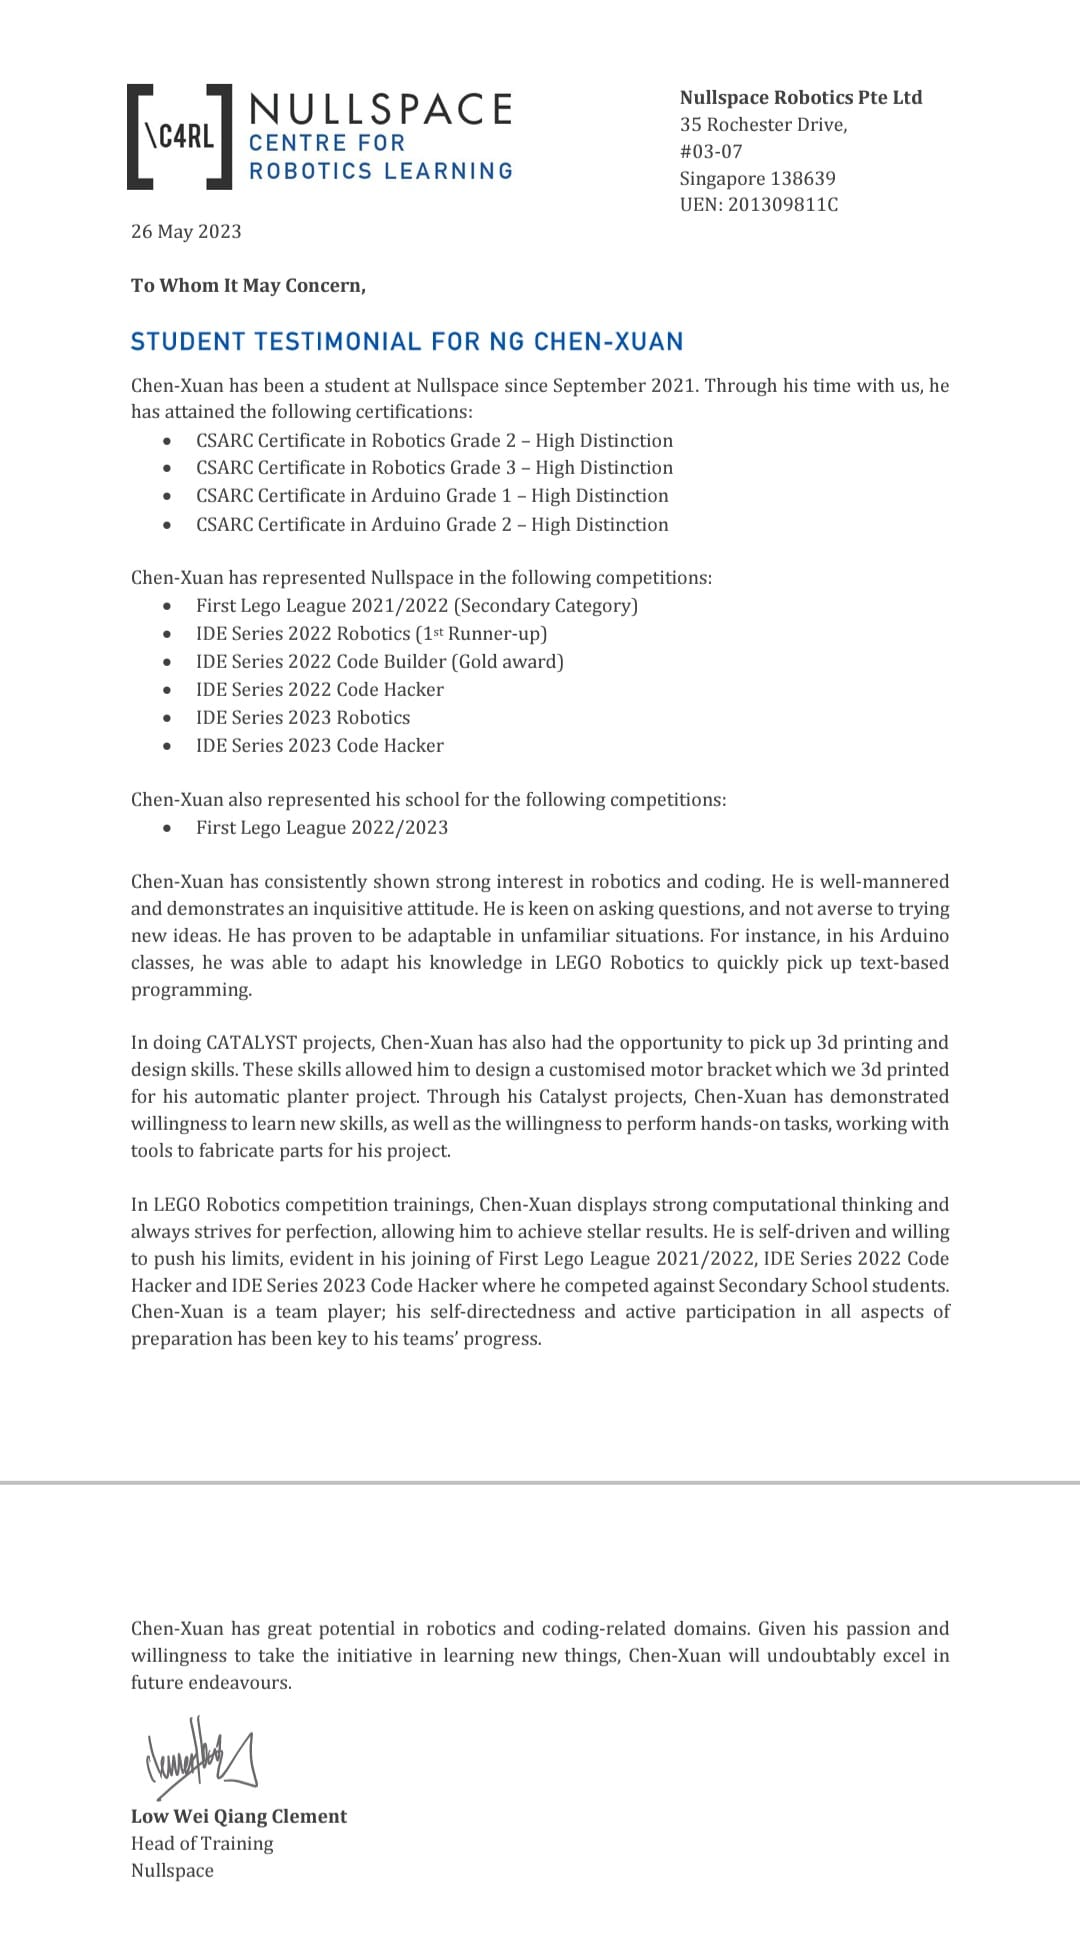 \C4RL
NULLSPACE
CENTRE FOR
ROBOTICS LEARNING
Nullspace Robotics Pte Ltd
35 Rochester Drive,
#03-07
Singapore 138639
UEN: 201309811C
26 May 2023
To Whom It May Concern,
STUDENT TESTIMONIAL FOR NG CHEN-XUAN
Chen-Xuan has been a student at Nullspace since September 2021. Through his time with us, he
has attained the following certifications:
• CSARC Certificate in Robotics Grade 2 – High Distinction
• CSARC Certificate in Robotics Grade 3 – High Distinction
• CSARC Certificate in Arduino Grade 1 – High Distinction
• CSARC Certificate in Arduino Grade 2 – High Distinction
Chen-Xuan has represented Nullspace in the following competitions:
• First Lego League 2021/2022 (Secondary Category)
• IDE Series 2022 Robotics (1st Runner-up)
• IDE Series 2022 Code Builder (Gold award)
• IDE Series 2022 Code Hacker
• IDE Series 2023 Robotics
• IDE Series 2023 Code Hacker
Chen-Xuan also represented his school for the following competitions:
• First Lego League 2022/2023
Chen-Xuan has consistently shown strong interest in robotics and coding. He is well-mannered
and demonstrates an inquisitive attitude. He is keen on asking questions, and not averse to trying
new ideas. He has proven to be adaptable in unfamiliar situations. For instance, in his Arduino
classes, he was able to adapt his knowledge in LEGO Robotics to quickly pick up text-based
programming.
In doing CATALYST projects, Chen-Xuan has also had the opportunity to pick up 3d printing and
design skills. These skills allowed him to design a customised motor bracket which we 3d printed
for his automatic planter project. Through his Catalyst projects, Chen-Xuan has demonstrated
willingness to learn new skills, as well as the willingness to perform hands-on tasks, working with
tools to fabricate parts for his project.
In LEGO Robotics competition trainings, Chen-Xuan displays strong computational thinking and
always strives for perfection, allowing him to achieve stellar results. He is self-driven and willing
to push his limits, evident in his joining of First Lego League 2021/2022, IDE Series 2022 Code
Hacker and IDE Series 2023 Code Hacker where he competed against Secondary School students.
Chen-Xuan is a team player; his self-directedness and active participation in all aspects of
preparation has been key to his teams’ progress.
Chen-Xuan has great potential in robotics and coding-related domains. Given his passion and
willingness to take the initiative in learning new things, Chen-Xuan will undoubtably excel in
future endeavours.
Low Wei Qiang Clement
Head of Training
Nullspace